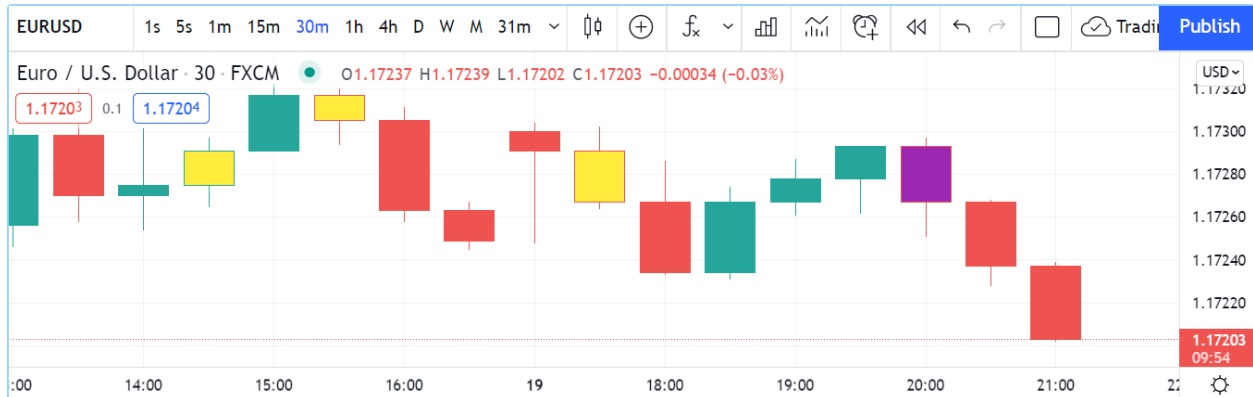 EURUSD 1s 5s 1m 15m 30m 1h 4h D W M 31m fx Tradin Publish
Euro / U.S. Dollar · 30 · FXCM O1.17237 H1.17239 L1.17202 C1.17203 −0.00034 (−0.03%) USD
1.17320
1.17203 0.1 1.17204
1.17300
1.17280
1.17260
1.17240
1.17220
1.17203
09:54
:00 14:00 15:00 16:00 19 18:00 19:00 20:00 21:00 22